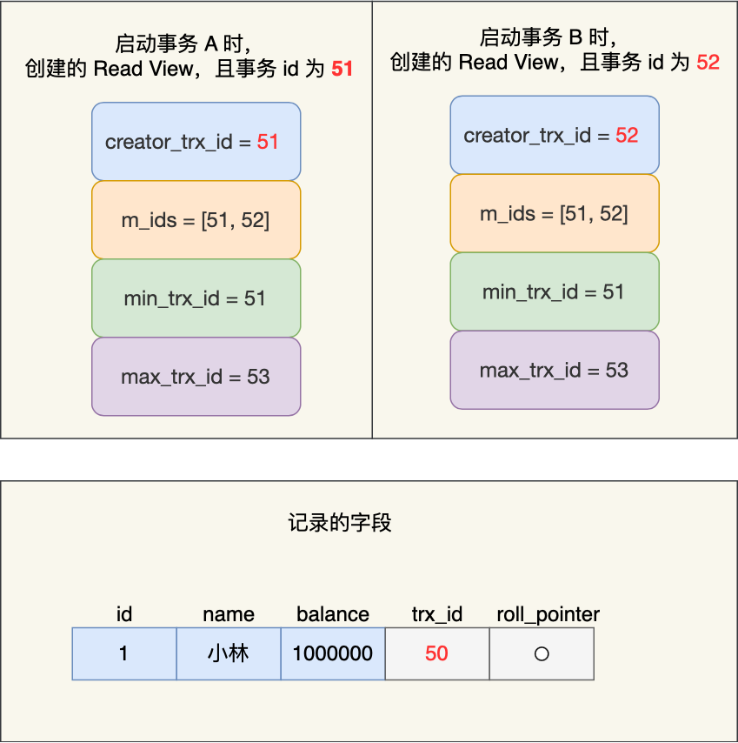 启动事务 A 时，
创建的 Read View，且事务 id 为 51
creator_trx_id = 51
m_ids = [51, 52]
min_trx_id = 51
max_trx_id = 53
启动事务 B 时，
创建的 Read View，且事务 id 为 52
creator_trx_id = 52
m_ids = [51, 52]
min_trx_id = 51
max_trx_id = 53
记录的字段
id name balance trx_id roll_pointer
1 小林 1000000 50